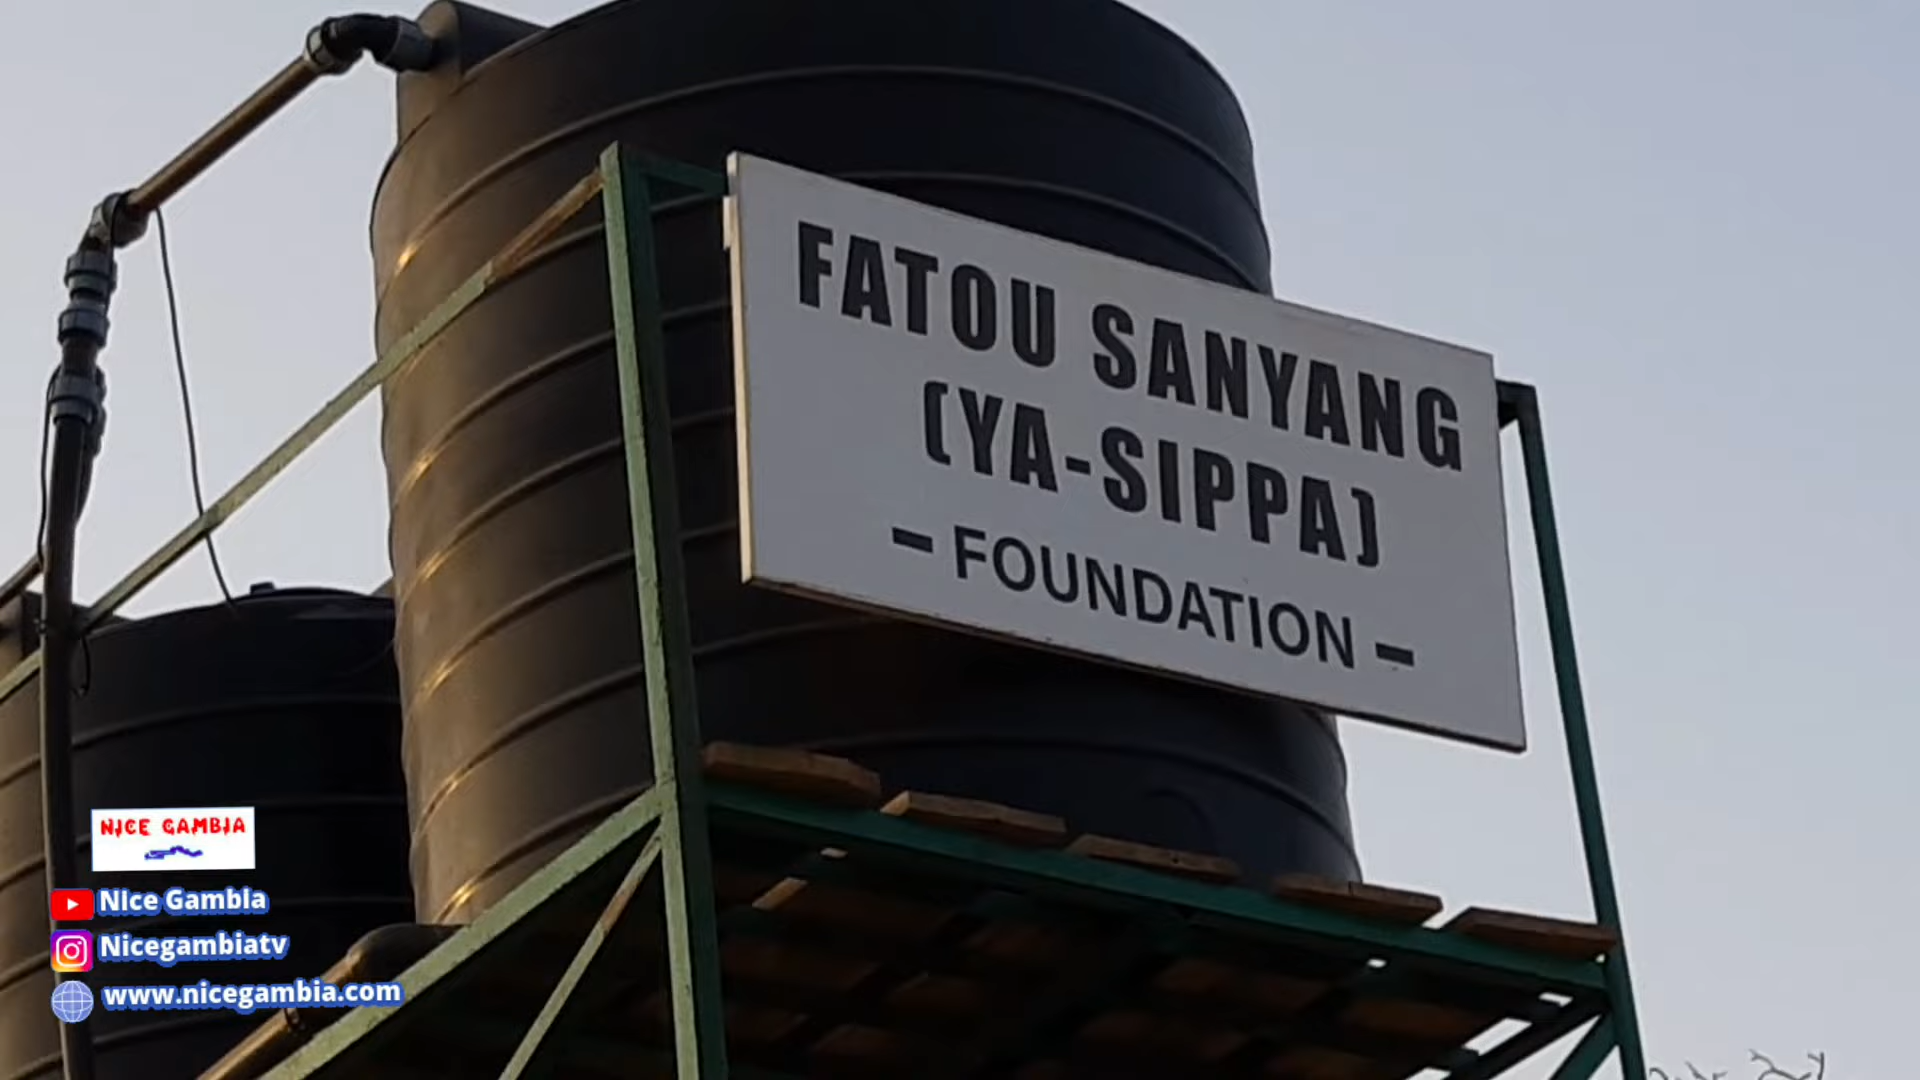 FATOU SANYANG
(YA-SIPPA)
- FOUNDATION -
NICE GAMBIA
Nice Gambia
Nicegambiatv
www.nicegambia.com